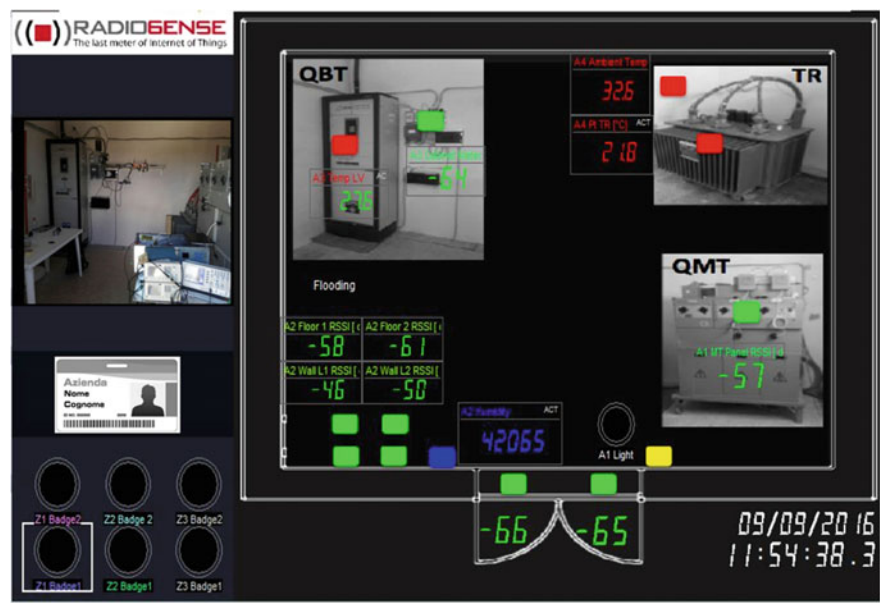 RADIO6ENSE
The last meter of Internet of Things
QBT
A4 Ambient Temp
32.6
TR
A4 Pt TR [°C] ACT
21.8
Temp LV AC
27.6
-64
Flooding
QMT
A2 Floor 1 RSSI [
A2 Floor 2 RSSI [
-58
-61
A2 Wall L1 RSSI [
A2 Wall L2 RSSI [
-46
-50
A1 MT Panel RSSI [ d
-57
Azienda
Nome
Cognome
A2 Humidity ACT
42065
A1 Light
Z1 Badge2
Z2 Badge 2
Z3 Badge2
-66
-65
09/09/2016
11:54:38.3
Z1 Badge1
Z2 Badge1
Z3 Badge1